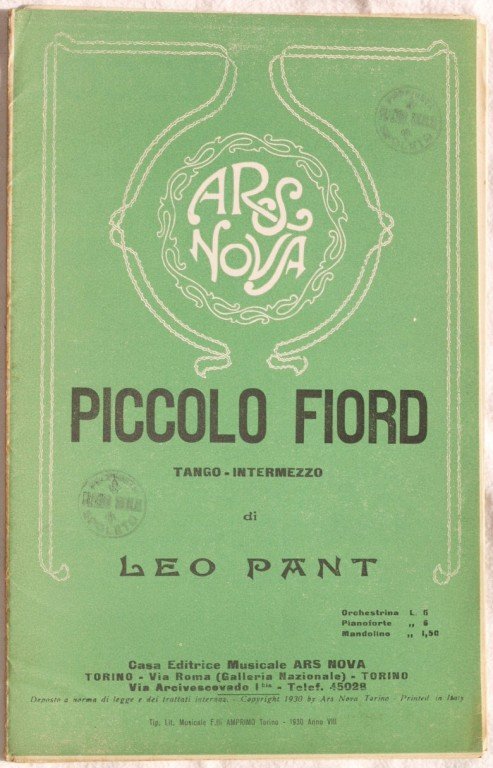 ARS
NOVA
PICCOLO FIORD
TANGO - INTERMEZZO
di
LEO PANT
Orchestrina L. 6
Pianoforte „ 6
Mandolino „ 1,50
Casa Editrice Musicale ARS NOVA
TORINO - Via Roma (Galleria Nazionale) - TORINO
Via Arcivescovado 1 bis - Telef. 45028
Deposto a norma di legge e dei trattati internaz. - Copyright 1930 by Ars Nova Torino - Printed in Italy
Tip. Lit. Musicale F.lli AMPRIMO Torino - 1930 Anno VIII